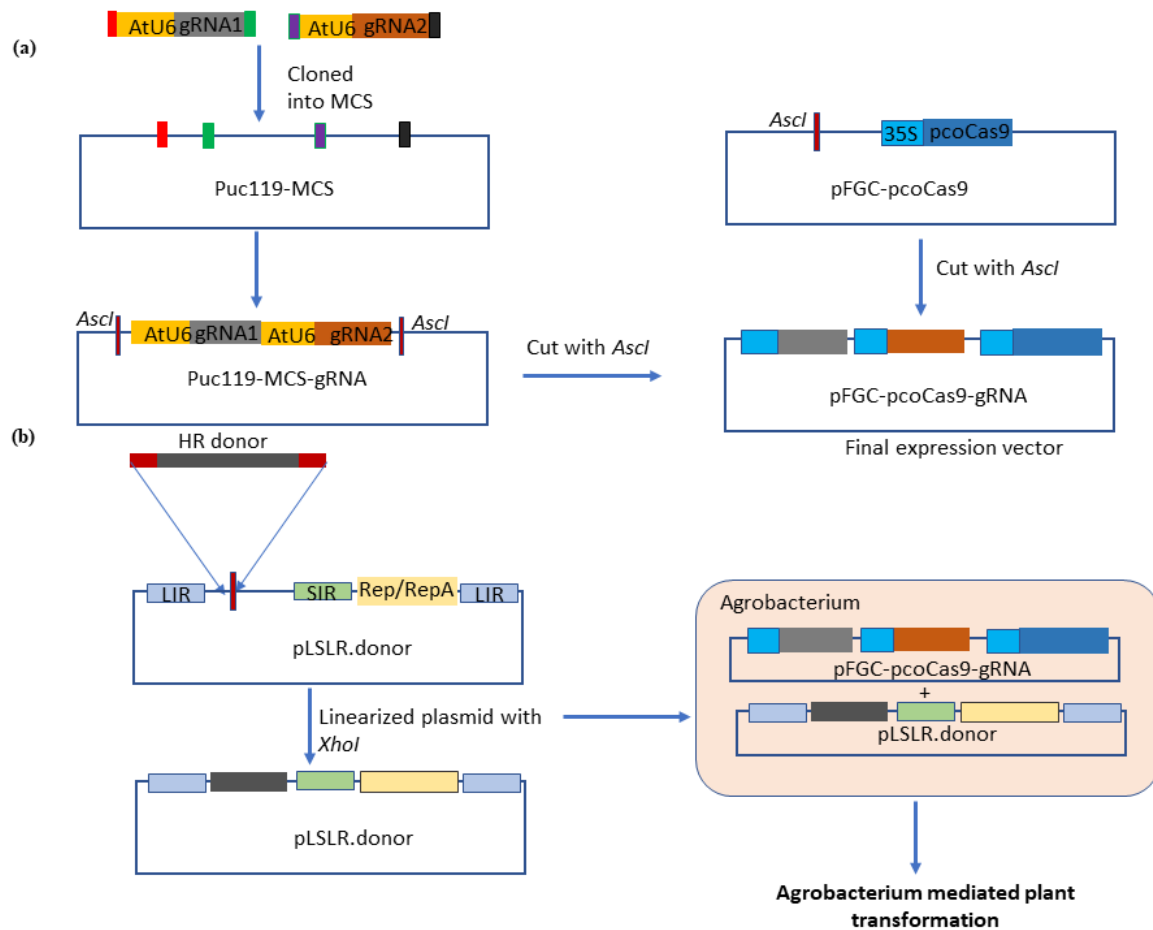 AtU6 gRNA1
AtU6 gRNA2
(a)
Cloned
into MCS
Puc119-MCS
AscI
35S pcoCas9
pFGC-pcoCas9
Cut with AscI
AscI
AtU6 gRNA1 AtU6 gRNA2
AscI
Puc119-MCS-gRNA
Cut with AscI
pFGC-pcoCas9-gRNA
Final expression vector
(b)
HR donor
LIR
SIR
Rep/RepA
LIR
pLSLR.donor
Linearized plasmid with
XhoI
pLSLR.donor
Agrobacterium
pFGC-pcoCas9-gRNA
+
pLSLR.donor
Agrobacterium mediated plant
transformation